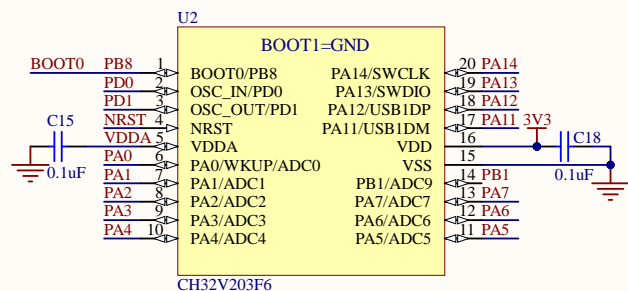 U2
BOOT1=GND
BOOT0 PB8 1 BOOT0/PB8 PA14/SWCLK 20 PA14
PD0 2 OSC_IN/PD0 PA13/SWDIO 19 PA13
PD1 3 OSC_OUT/PD1 PA12/USB1DP 18 PA12
NRST 4 NRST PA11/USB1DM 17 PA11
C15 VDDA 5 VDDA VDD 16 3V3 C18
0.1uF PA0 6 PA0/WKUP/ADC0 VSS 15 0.1uF
PA1 7 PA1/ADC1 PB1/ADC9 14 PB1
PA2 8 PA2/ADC2 PA7/ADC7 13 PA7
PA3 9 PA3/ADC3 PA6/ADC6 12 PA6
PA4 10 PA4/ADC4 PA5/ADC5 11 PA5
CH32V203F6